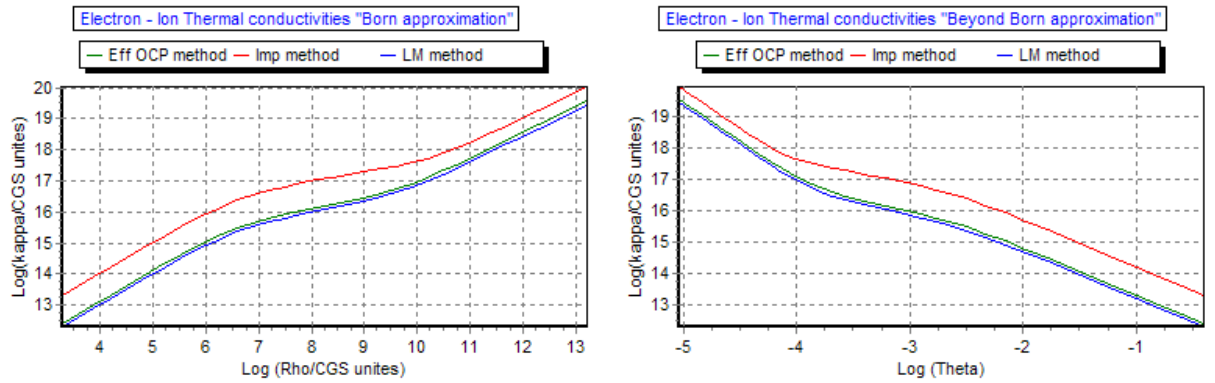 Electron - Ion Thermal conductivities "Born approximation"
Eff OCP method Imp method LM method
Log(kappa/CGS unites)
20
19
18
17
16
15
14
13
4 5 6 7 8 9 10 11 12 13
Log (Rho/CGS unites)
Electron - Ion Thermal conductivities "Beyond Born approximation"
Eff OCP method Imp method LM method
Log(kappa/CGS unites)
19
18
17
16
15
14
13
-5 -4 -3 -2 -1
Log (Theta)